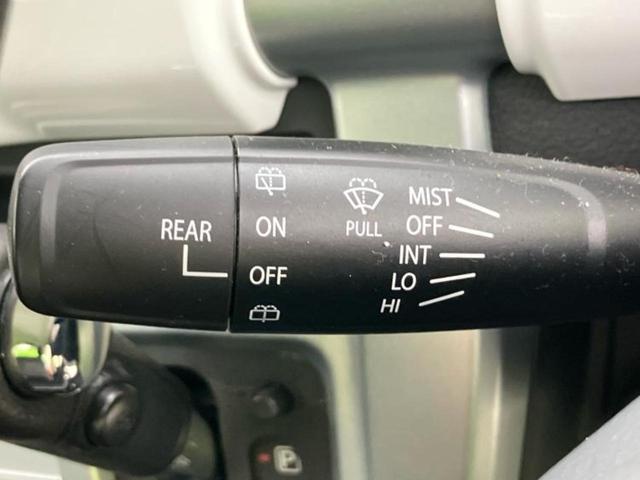 REAR
ON
OFF
PULL
MIST
OFF
INT
LO
HI
P